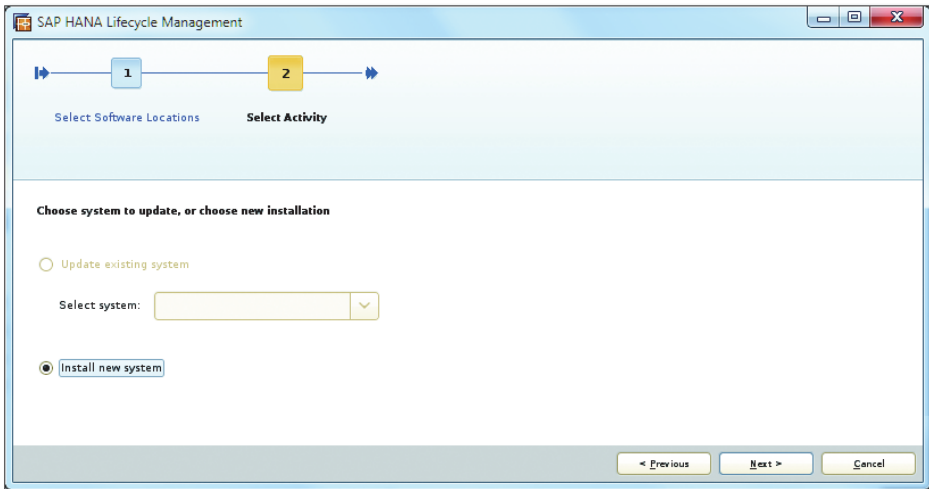 SAP HANA Lifecycle Management
1
2
Select Software Locations
Select Activity
Choose system to update, or choose new installation
Update existing system
Select system:
Install new system
< Previous
Next >
Cancel